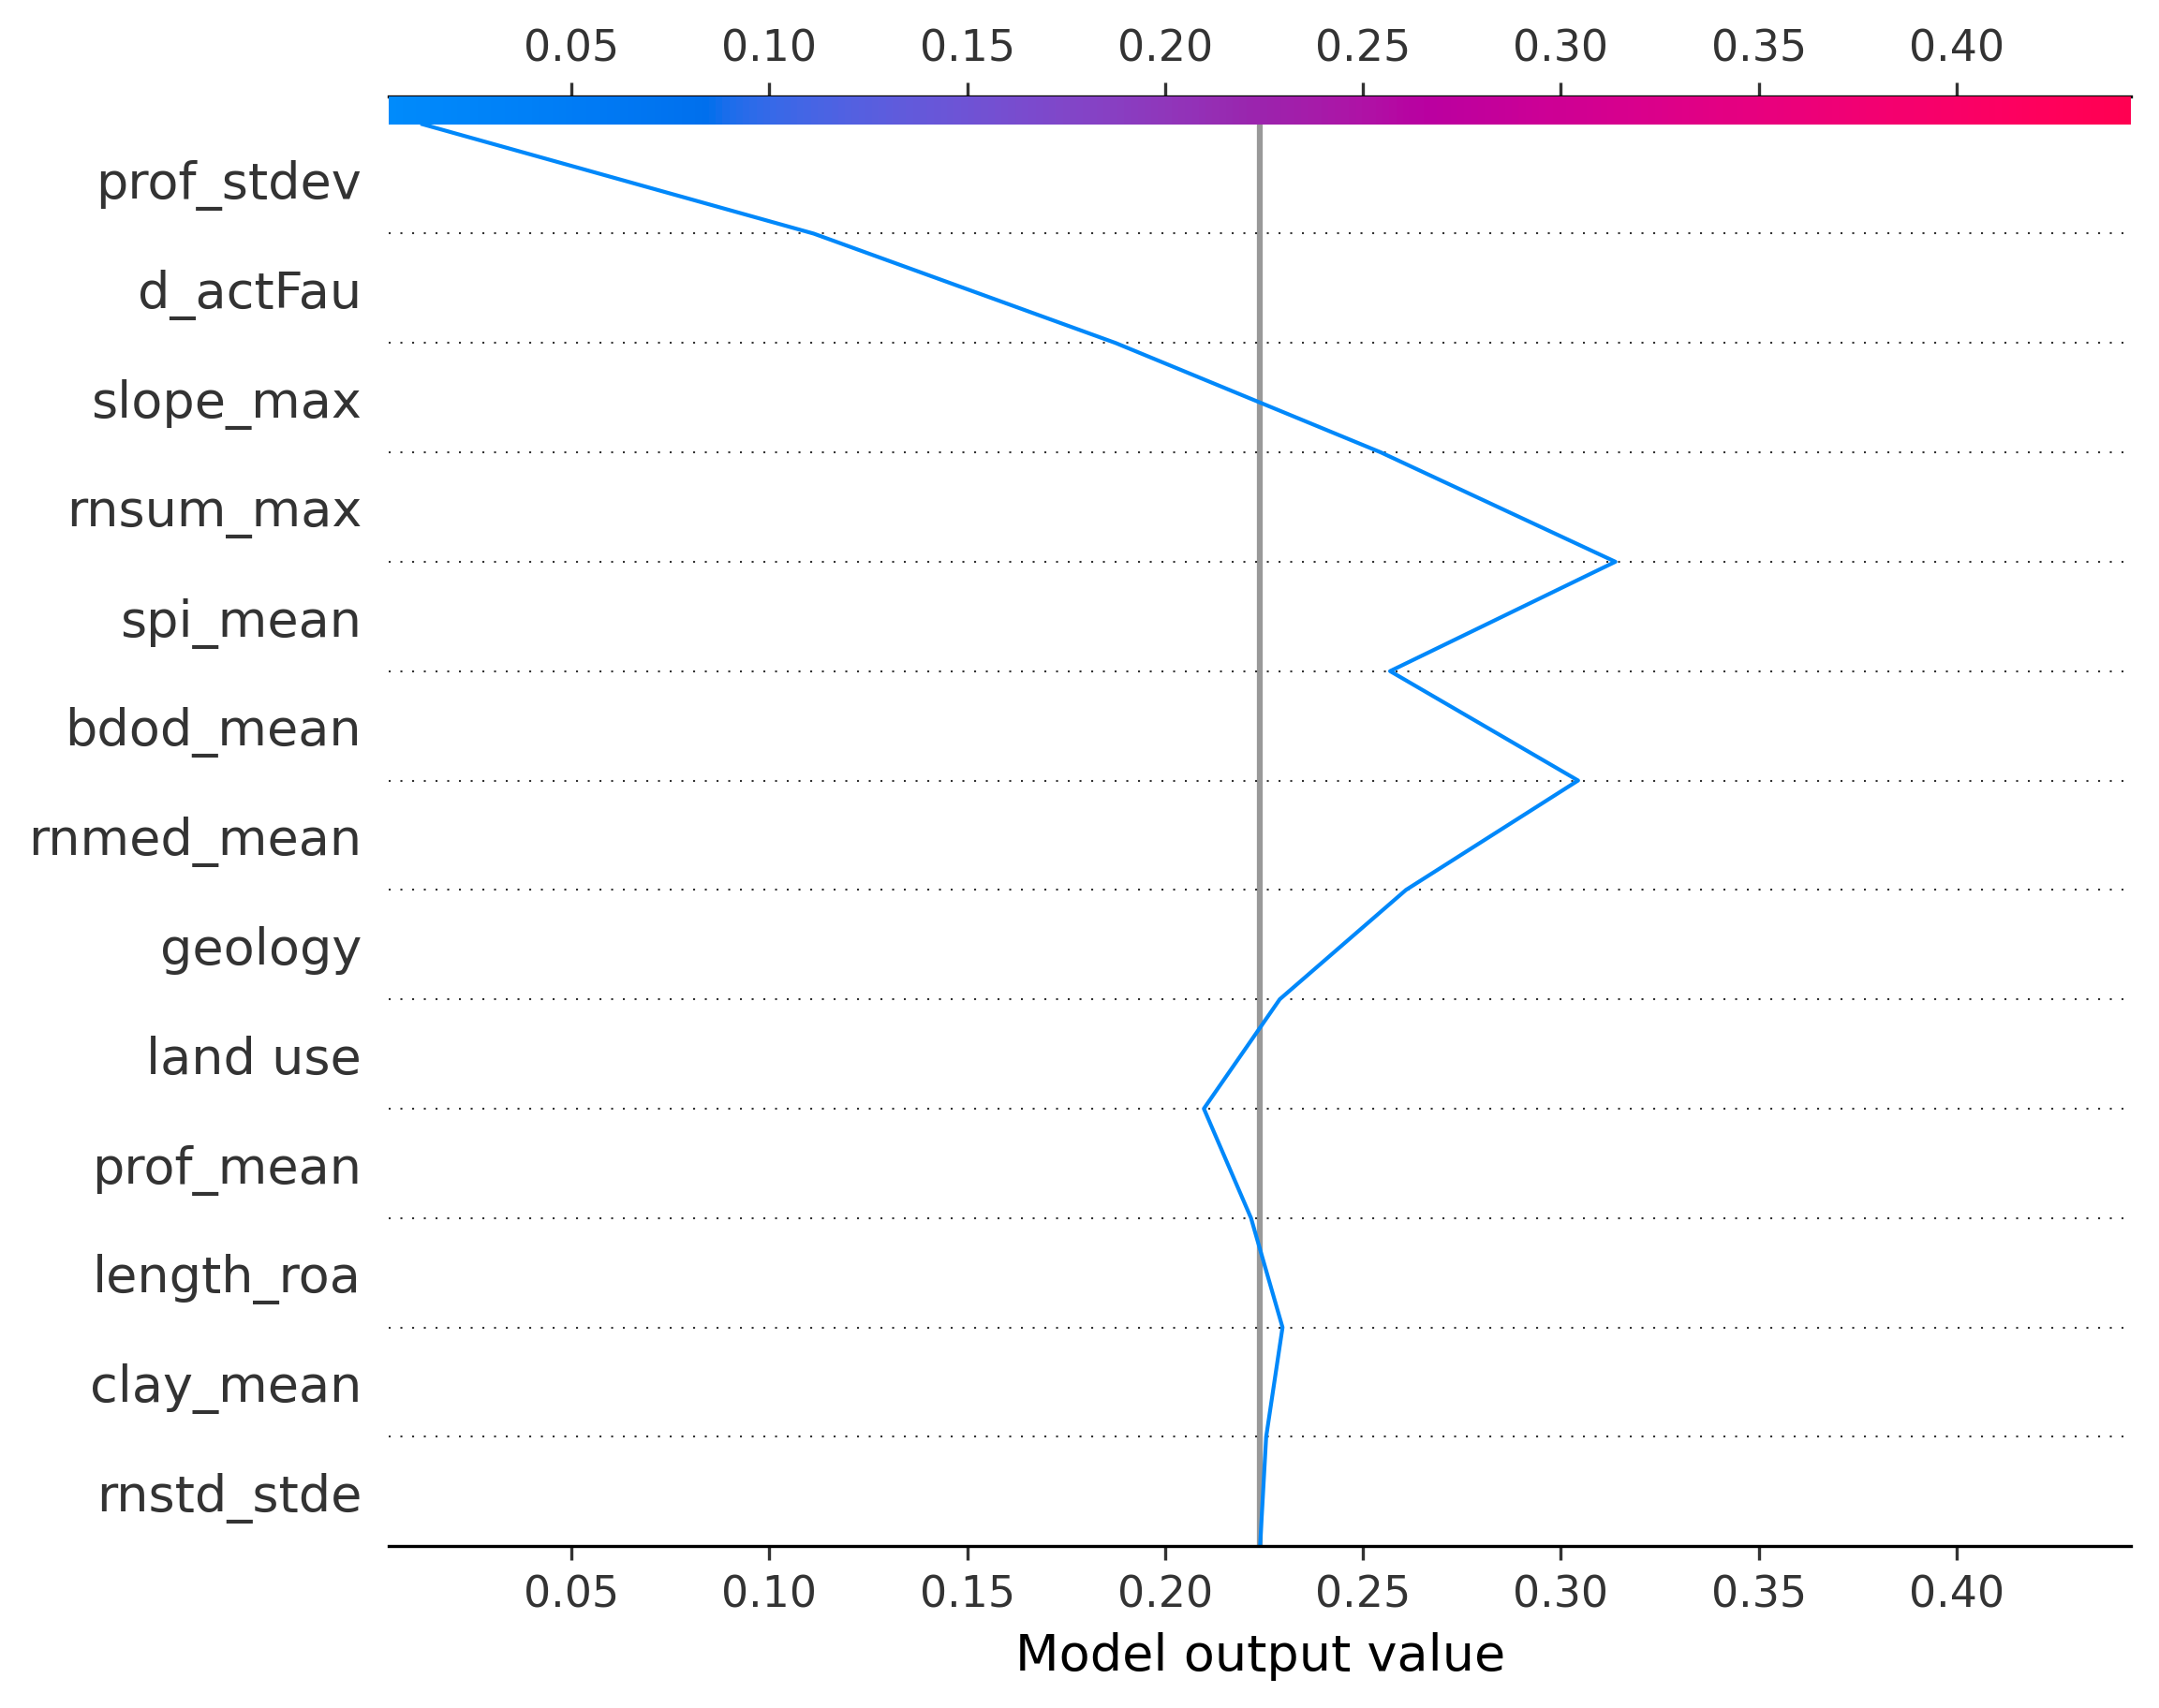 0.05 0.10 0.15 0.20 0.25 0.30 0.35 0.40
prof_stdev
d_actFau
slope_max
rnsum_max
spi_mean
bdod_mean
rnmed_mean
geology
land use
prof_mean
length_roa
clay_mean
rnstd_stde
0.05 0.10 0.15 0.20 0.25 0.30 0.35 0.40
Model output value